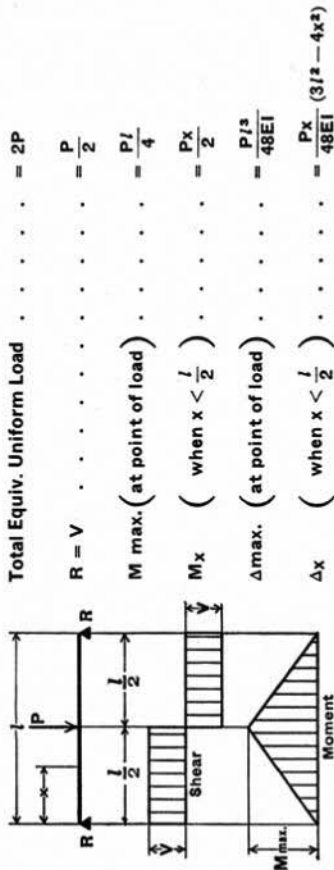 Total Equiv. Uniform Load . . . . . . = 2P
R = V . . . . . . . . . . . . = P/2
M max. ( at point of load ) . . . . . . = Pl/4
Mx ( when x < l/2 ) . . . . . . = Px/2
Δmax. ( at point of load ) . . . . . . = Pl³/48EI
Δx ( when x < l/2 ) . . . . . . = Px/48EI (3l² − 4x²)
l
x
P
R
R
l/2
l/2
V
Shear
V
M max.
Moment